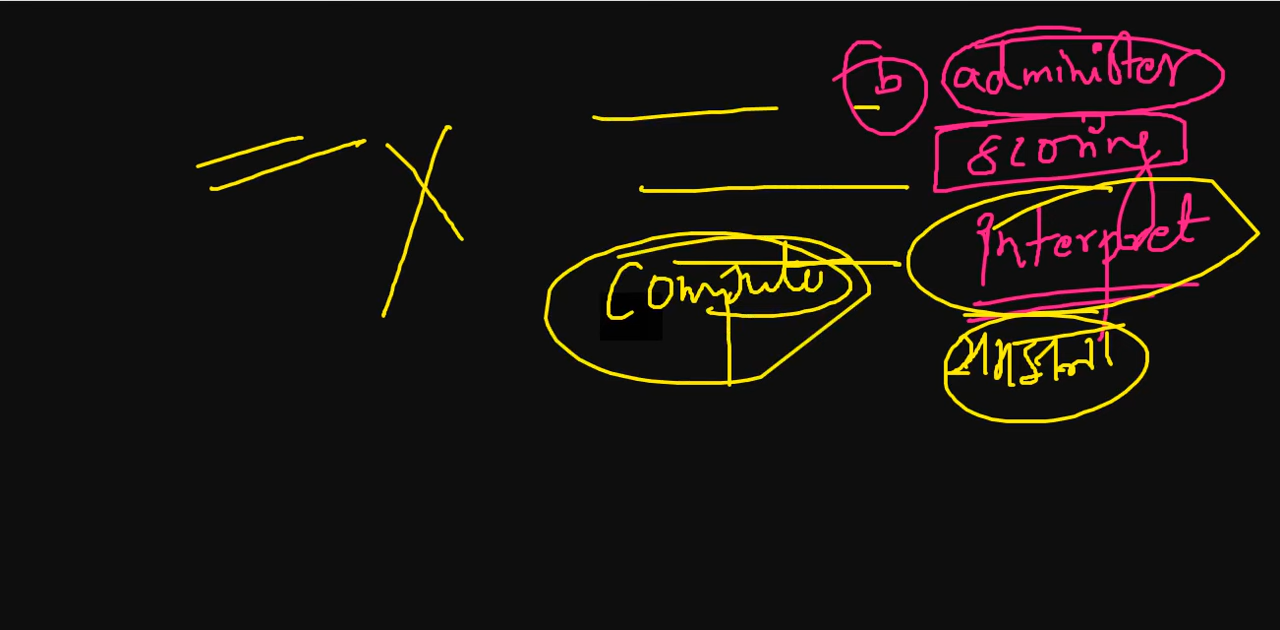 b administer
scoring
Interpret
Compute